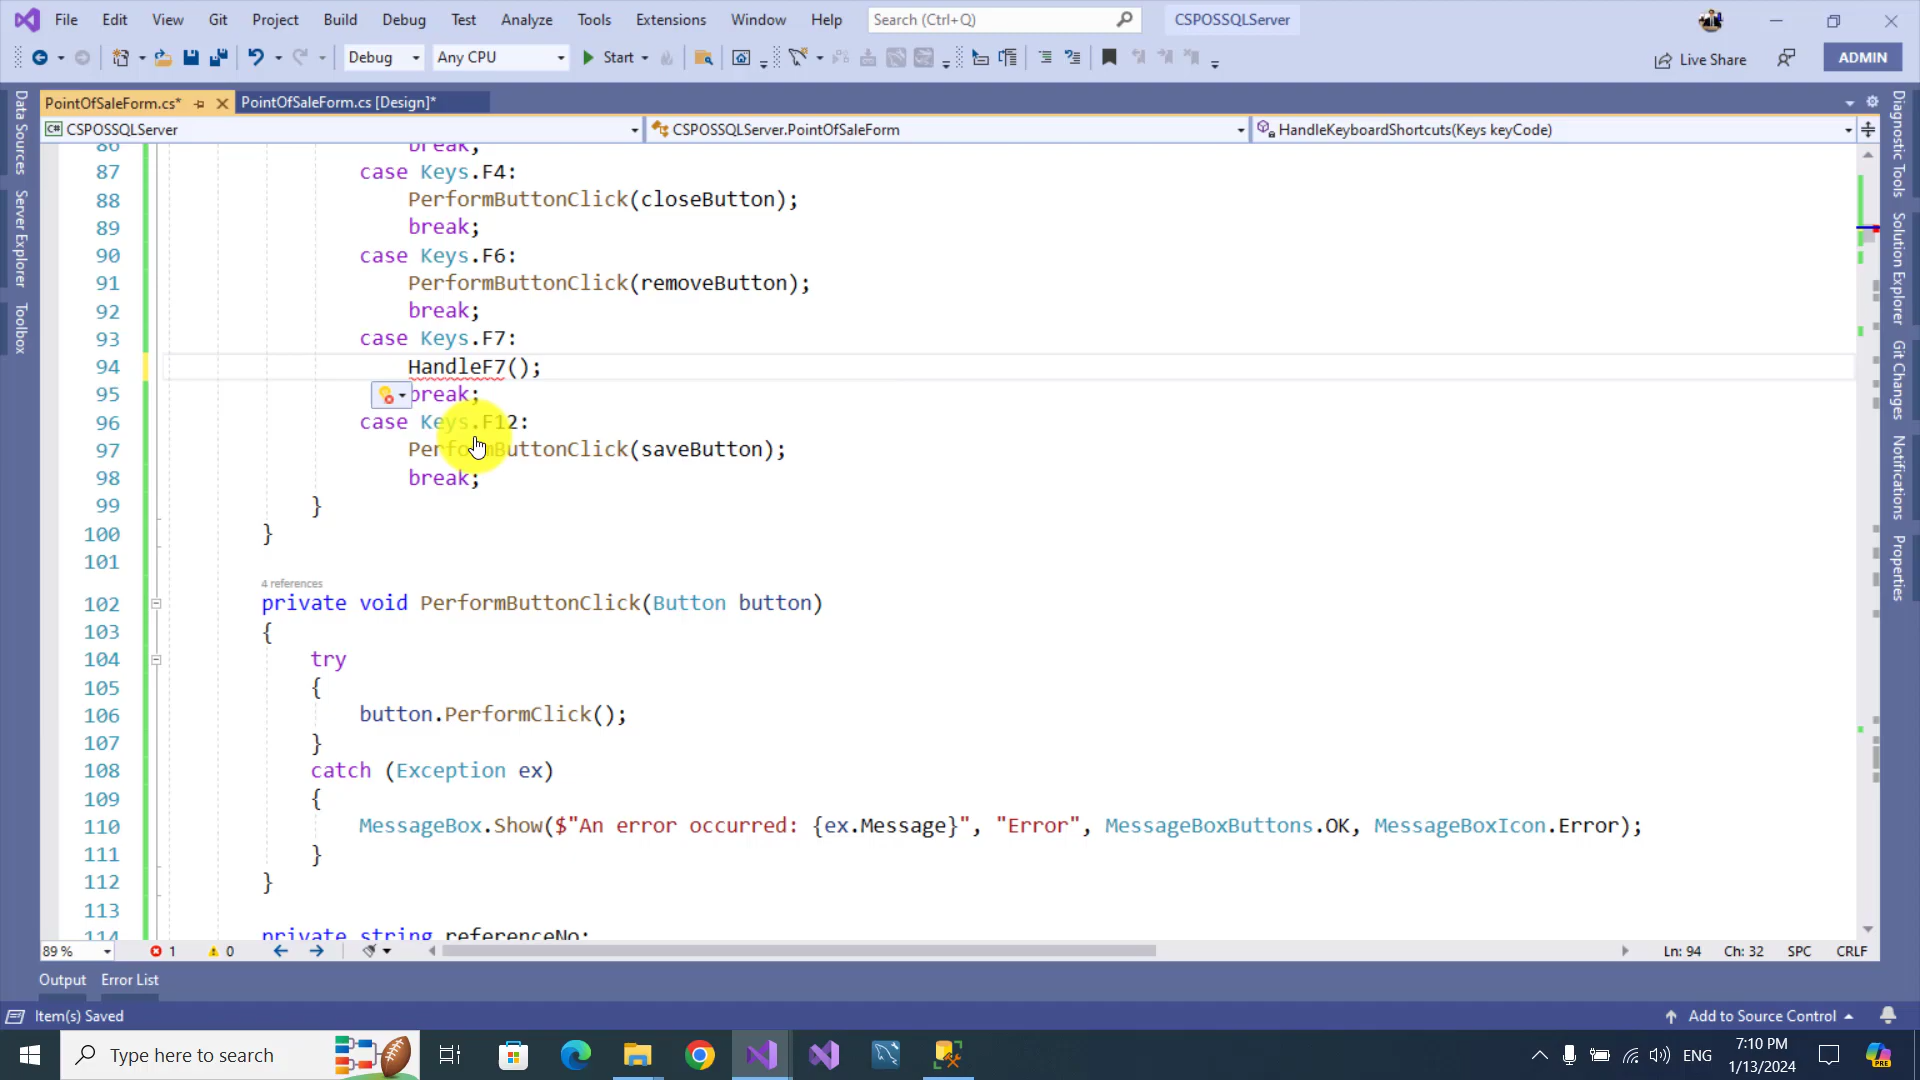 File Edit View Git Project Build Debug Test Analyze Tools Extensions Window Help Search (Ctrl+Q) CSPOSSQLServer
Debug Any CPU Start Live Share ADMIN
PointOfSaleForm.cs* PointOfSaleForm.cs [Design]*
C# CSPOSSQLServer CSPOSSQLServer.PointOfSaleForm HandleKeyboardShortcuts(Keys keyCode)
Data Sources
Server Explorer
Toolbox
86 break;
87 case Keys.F4:
88 PerformButtonClick(closeButton);
89 break;
90 case Keys.F6:
91 PerformButtonClick(removeButton);
92 break;
93 case Keys.F7:
94 HandleF7();
95 break;
96 case Keys.F12:
97 PerformButtonClick(saveButton);
98 break;
99 }
100 }
101
4 references
102 private void PerformButtonClick(Button button)
103 {
104 try
105 {
106 button.PerformClick();
107 }
108 catch (Exception ex)
109 {
110 MessageBox.Show($"An error occurred: {ex.Message}", "Error", MessageBoxButtons.OK, MessageBoxIcon.Error);
111 }
112 }
113
114 private string referenceNo;
Diagnostic Tools
Solution Explorer
Git Changes
Notifications
Properties
89 % 1 0 Ln: 94 Ch: 32 SPC CRLF
Output Error List
Item(s) Saved Add to Source Control
Type here to search ENG 7:10 PM
1/13/2024
PRE